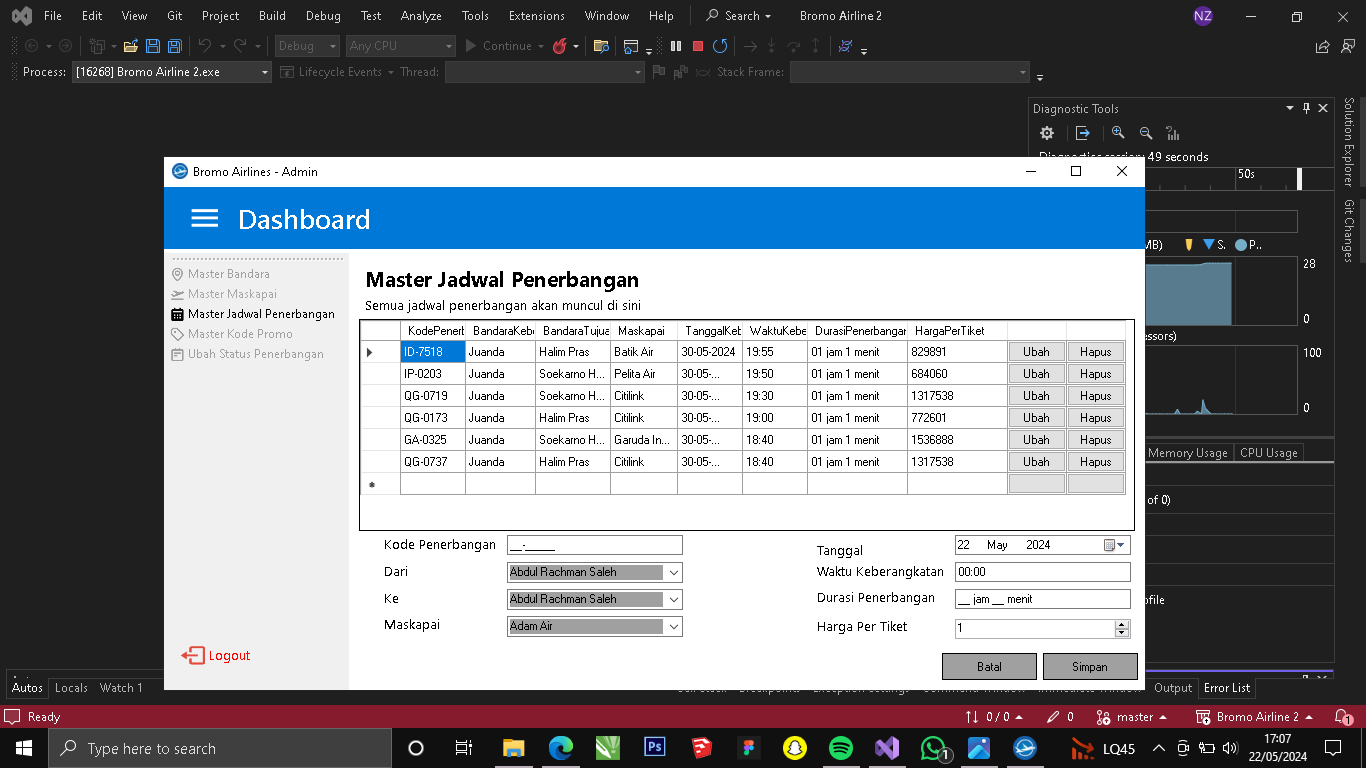 File Edit View Git Project Build Debug Test Analyze Tools Extensions Window Help Search Bromo Airline 2 NZ
Debug Any CPU Continue
Process: [16268] Bromo Airline 2.exe Lifecycle Events Thread: Stack Frame:
Diagnostic Tools
49 seconds
50s
Solution Explorer
Git Changes
MB) S. P..
28
0
essors)
100
0
Memory Usage CPU Usage
of 0)
ofile
Bromo Airlines - Admin
Dashboard
Master Bandara
Master Maskapai
Master Jadwal Penerbangan
Master Kode Promo
Ubah Status Penerbangan
Logout
Master Jadwal Penerbangan
Semua jadwal penerbangan akan muncul di sini
KodePenerb BandaraKebe BandaraTujua Maskapai TanggalKeb WaktuKebe DurasiPenerbangan HargaPerTiket
ID-7518 Juanda Halim Pras Batik Air 30-05-2024 19:55 01 jam 1 menit 829891 Ubah Hapus
IP-0203 Juanda Soekarno H... Pelita Air 30-05-... 19:50 01 jam 1 menit 684060 Ubah Hapus
QG-0719 Juanda Soekarno H... Citilink 30-05-... 19:30 01 jam 1 menit 1317538 Ubah Hapus
QG-0173 Juanda Halim Pras Citilink 30-05-... 19:00 01 jam 1 menit 772601 Ubah Hapus
GA-0325 Juanda Soekarno H... Garuda In... 30-05-... 18:40 01 jam 1 menit 1536888 Ubah Hapus
QG-0737 Juanda Halim Pras Citilink 30-05-... 18:40 01 jam 1 menit 1317538 Ubah Hapus
Kode Penerbangan __-____
Dari Abdul Rachman Saleh
Ke Abdul Rachman Saleh
Maskapai Adam Air
Tanggal 22 May 2024
Waktu Keberangkatan 00:00
Durasi Penerbangan __ jam __ menit
Harga Per Tiket 1
Batal Simpan
Autos Locals Watch 1
Output Error List
Ready 0 / 0 0 master Bromo Airline 2 1
Type here to search Ps 1 LQ45 17:07
22/05/2024